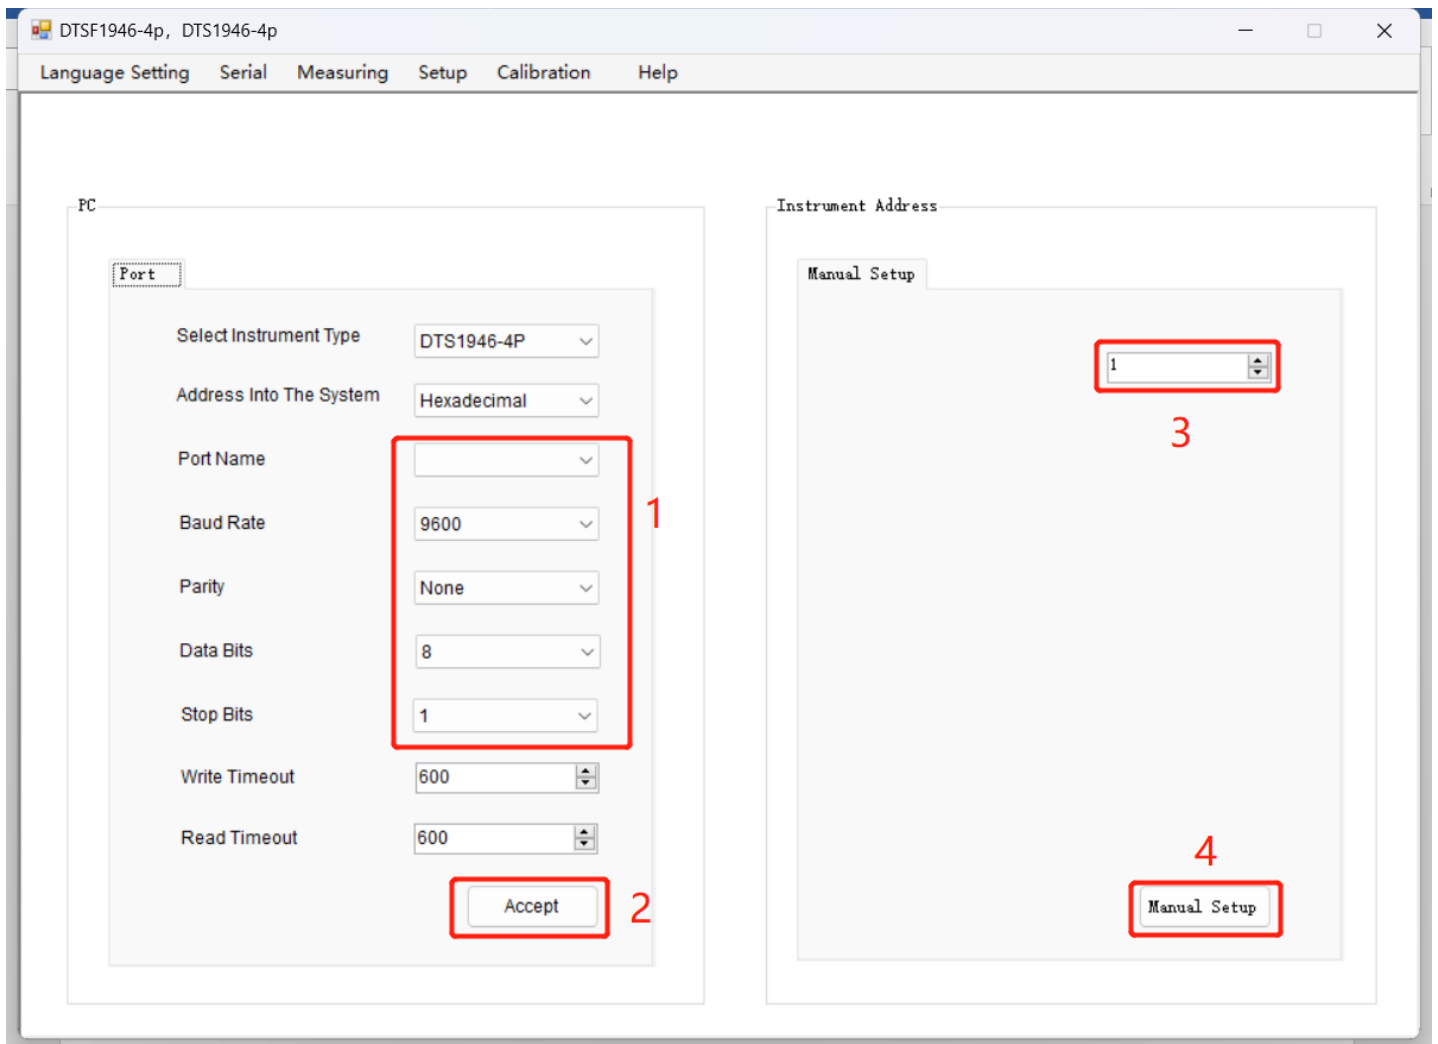 DTSF1946-4p, DTS1946-4p
Language Setting Serial Measuring Setup Calibration Help
PC
Port
Select Instrument Type DTS1946-4P
Address Into The System Hexadecimal
Port Name
Baud Rate 9600
1
Parity None
Data Bits 8
Stop Bits 1
Write Timeout 600
Read Timeout 600
Accept 2
Instrument Address
Manual Setup
1
3
4
Manual Setup